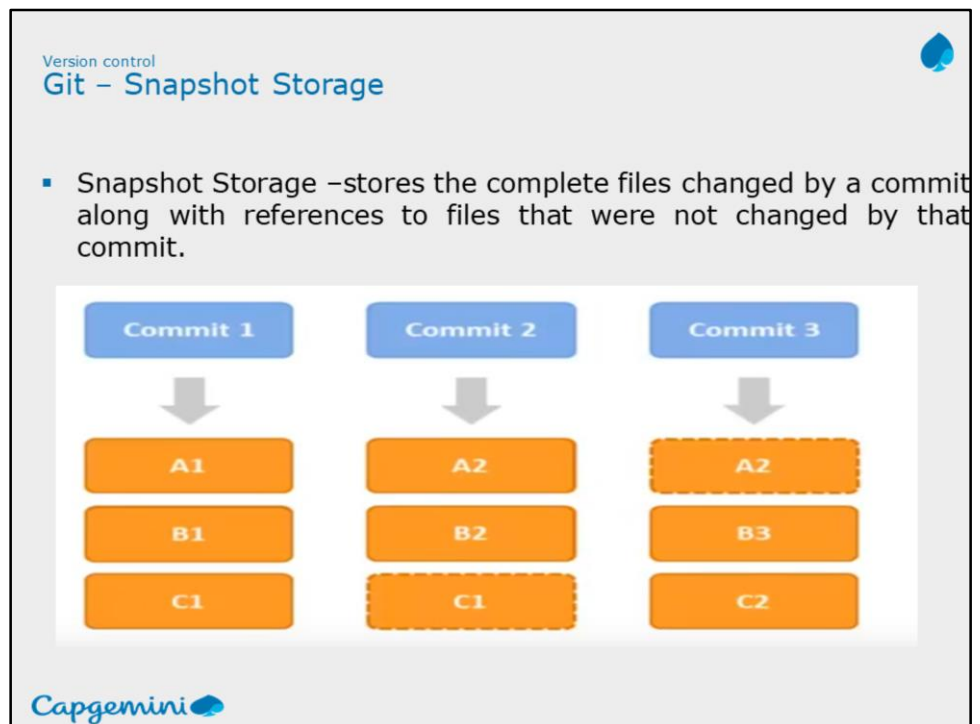 Version control
Git – Snapshot Storage
▪ Snapshot Storage –stores the complete files changed by a commit
along with references to files that were not changed by that
commit.
Commit 1 Commit 2 Commit 3
A1 A2 A2
B1 B2 B3
C1 C1 C2
Capgemini